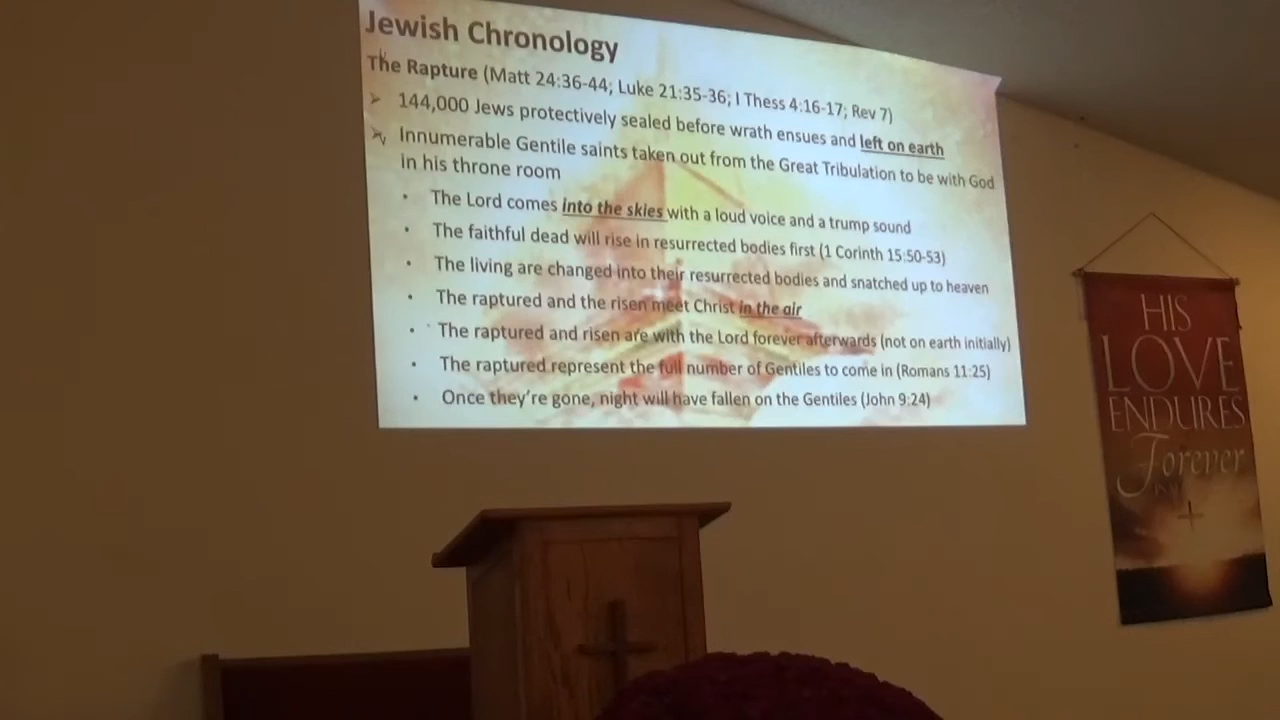 Jewish Chronology
The Rapture (Matt 24:36-44; Luke 21:35-36; I Thess 4:16-17; Rev 7)
➢ 144,000 Jews protectively sealed before wrath ensues and left on earth
➢ Innumerable Gentile saints taken out from the Great Tribulation to be with God
in his throne room
• The Lord comes into the skies with a loud voice and a trump sound
• The faithful dead will rise in resurrected bodies first (1 Corinth 15:50-53)
• The living are changed into their resurrected bodies and snatched up to heaven
• The raptured and the risen meet Christ in the air
• The raptured and risen are with the Lord forever afterwards (not on earth initially)
• The raptured represent the full number of Gentiles to come in (Romans 11:25)
• Once they're gone, night will have fallen on the Gentiles (John 9:24)
HIS
LOVE
ENDURES
Forever